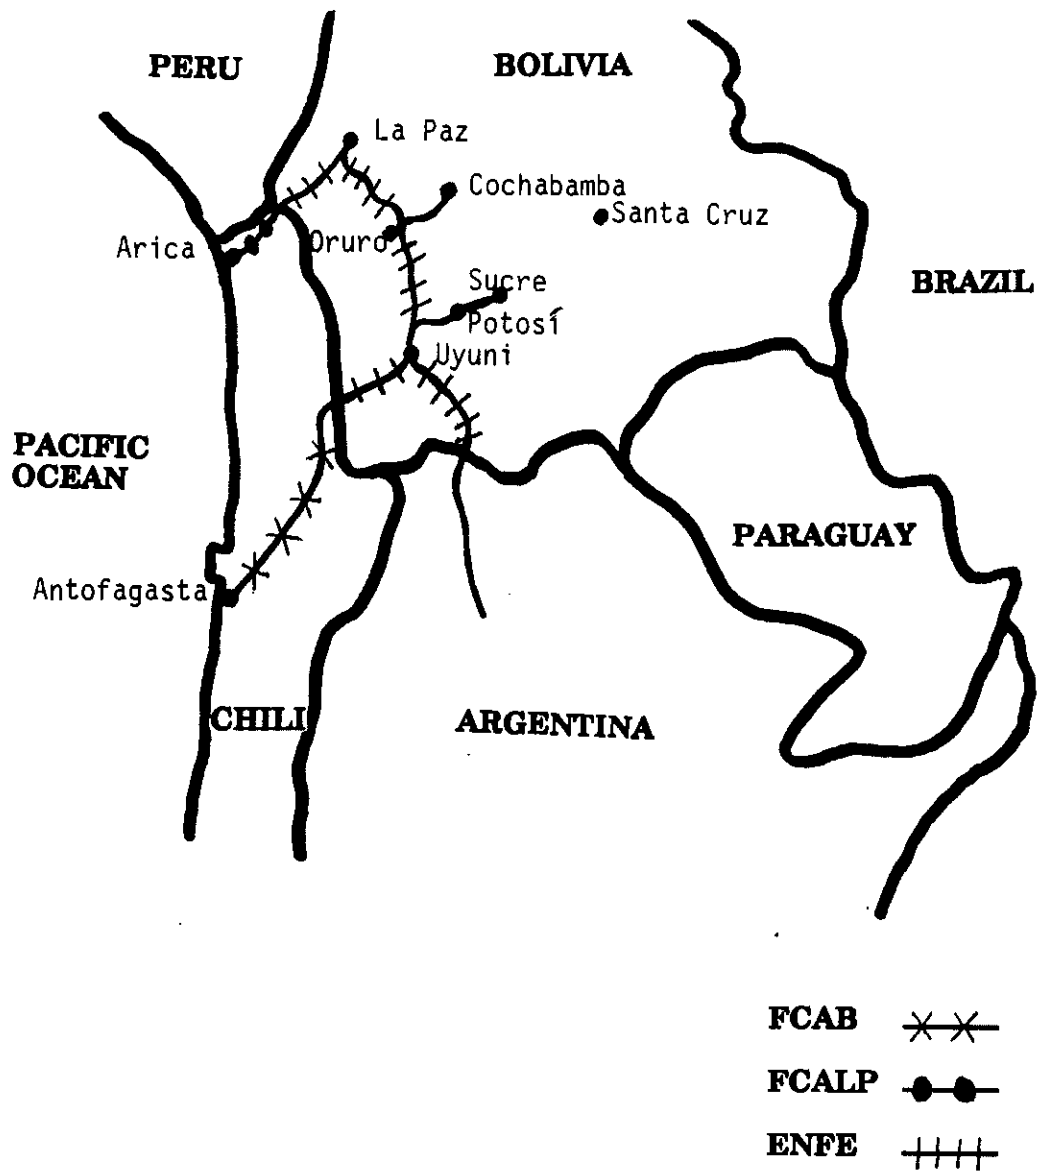 PERU
BOLIVIA
La Paz
Cochabamba
Santa Cruz
Arica
Oruro
BRAZIL
Sucre
Potosí
Uyuni
PACIFIC
OCEAN
PARAGUAY
Antofagasta
CHILI
ARGENTINA
FCAB
FCALP
ENFE